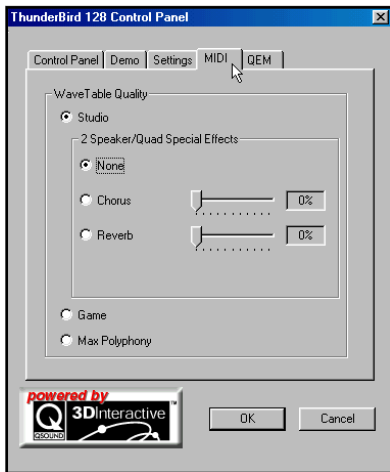 ThunderBird 128 Control Panel
Control Panel Demo Settings MIDI QEM
WaveTable Quality
Studio
2 Speaker/Quad Special Effects
None
Chorus 0%
Reverb 0%
Game
Max Polyphony
powered by
Q 3DInteractive™
QSOUND
OK Cancel